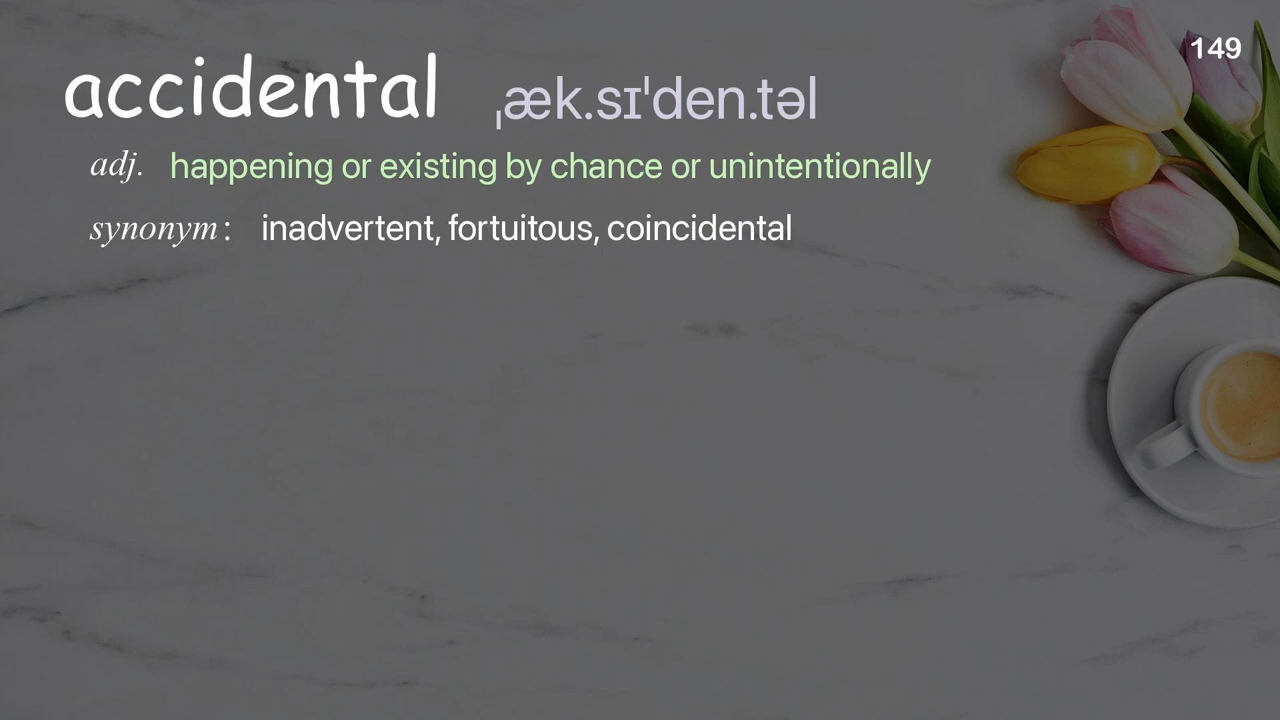 149
accidental ˌæk.sɪˈden.təl
adj. happening or existing by chance or unintentionally
synonym : inadvertent, fortuitous, coincidental